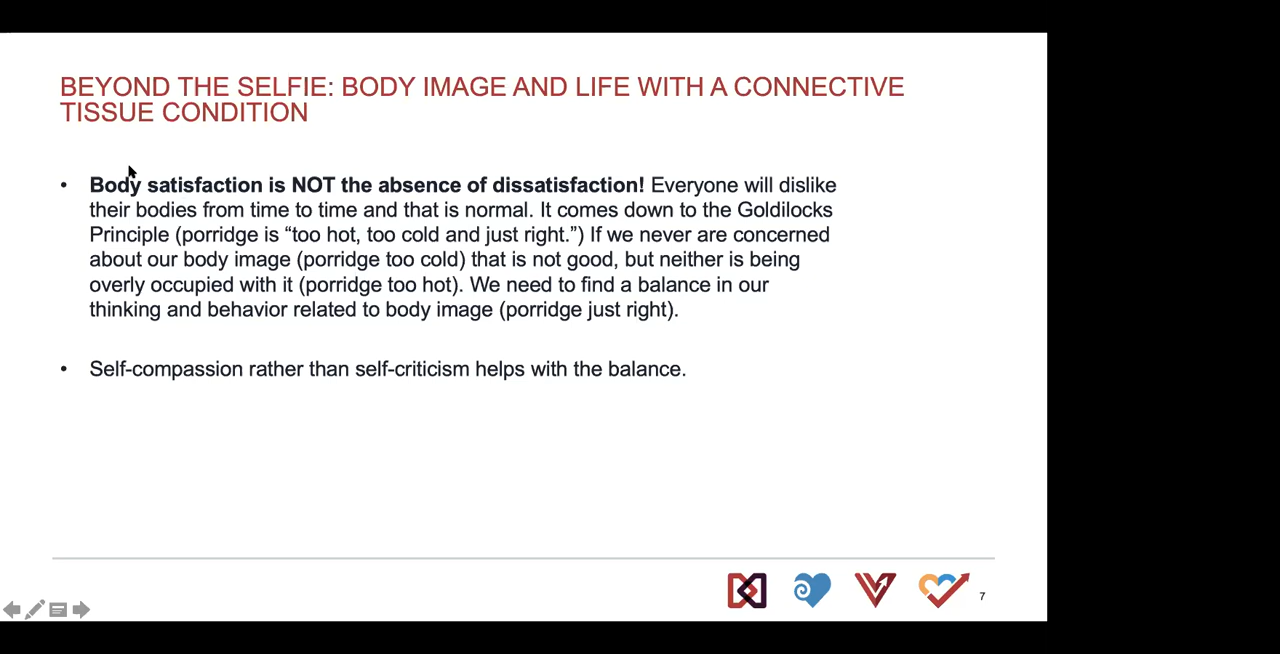 BEYOND THE SELFIE: BODY IMAGE AND LIFE WITH A CONNECTIVE
TISSUE CONDITION
• Body satisfaction is NOT the absence of dissatisfaction! Everyone will dislike
their bodies from time to time and that is normal. It comes down to the Goldilocks
Principle (porridge is “too hot, too cold and just right.”) If we never are concerned
about our body image (porridge too cold) that is not good, but neither is being
overly occupied with it (porridge too hot). We need to find a balance in our
thinking and behavior related to body image (porridge just right).
• Self-compassion rather than self-criticism helps with the balance.
7